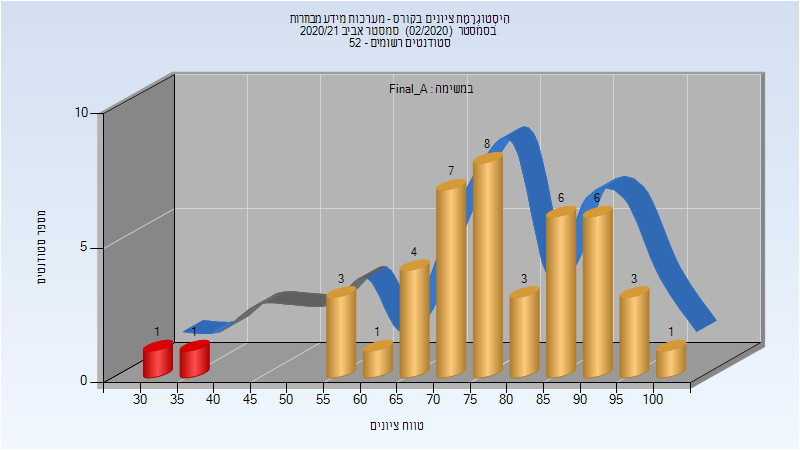 היסטוגרמת ציונים בקורס - מערכות מידע מבוזרות
בסמסטר (02/2020) סמסטר אביב 2020/21
סטודנטים רשומים - 52
במשימה : Final_A
מספר סטודנטים
10
5
0
1
1
3
1
4
7
8
3
6
6
3
1
30 35 40 45 50 55 60 65 70 75 80 85 90 95 100
טווח ציונים